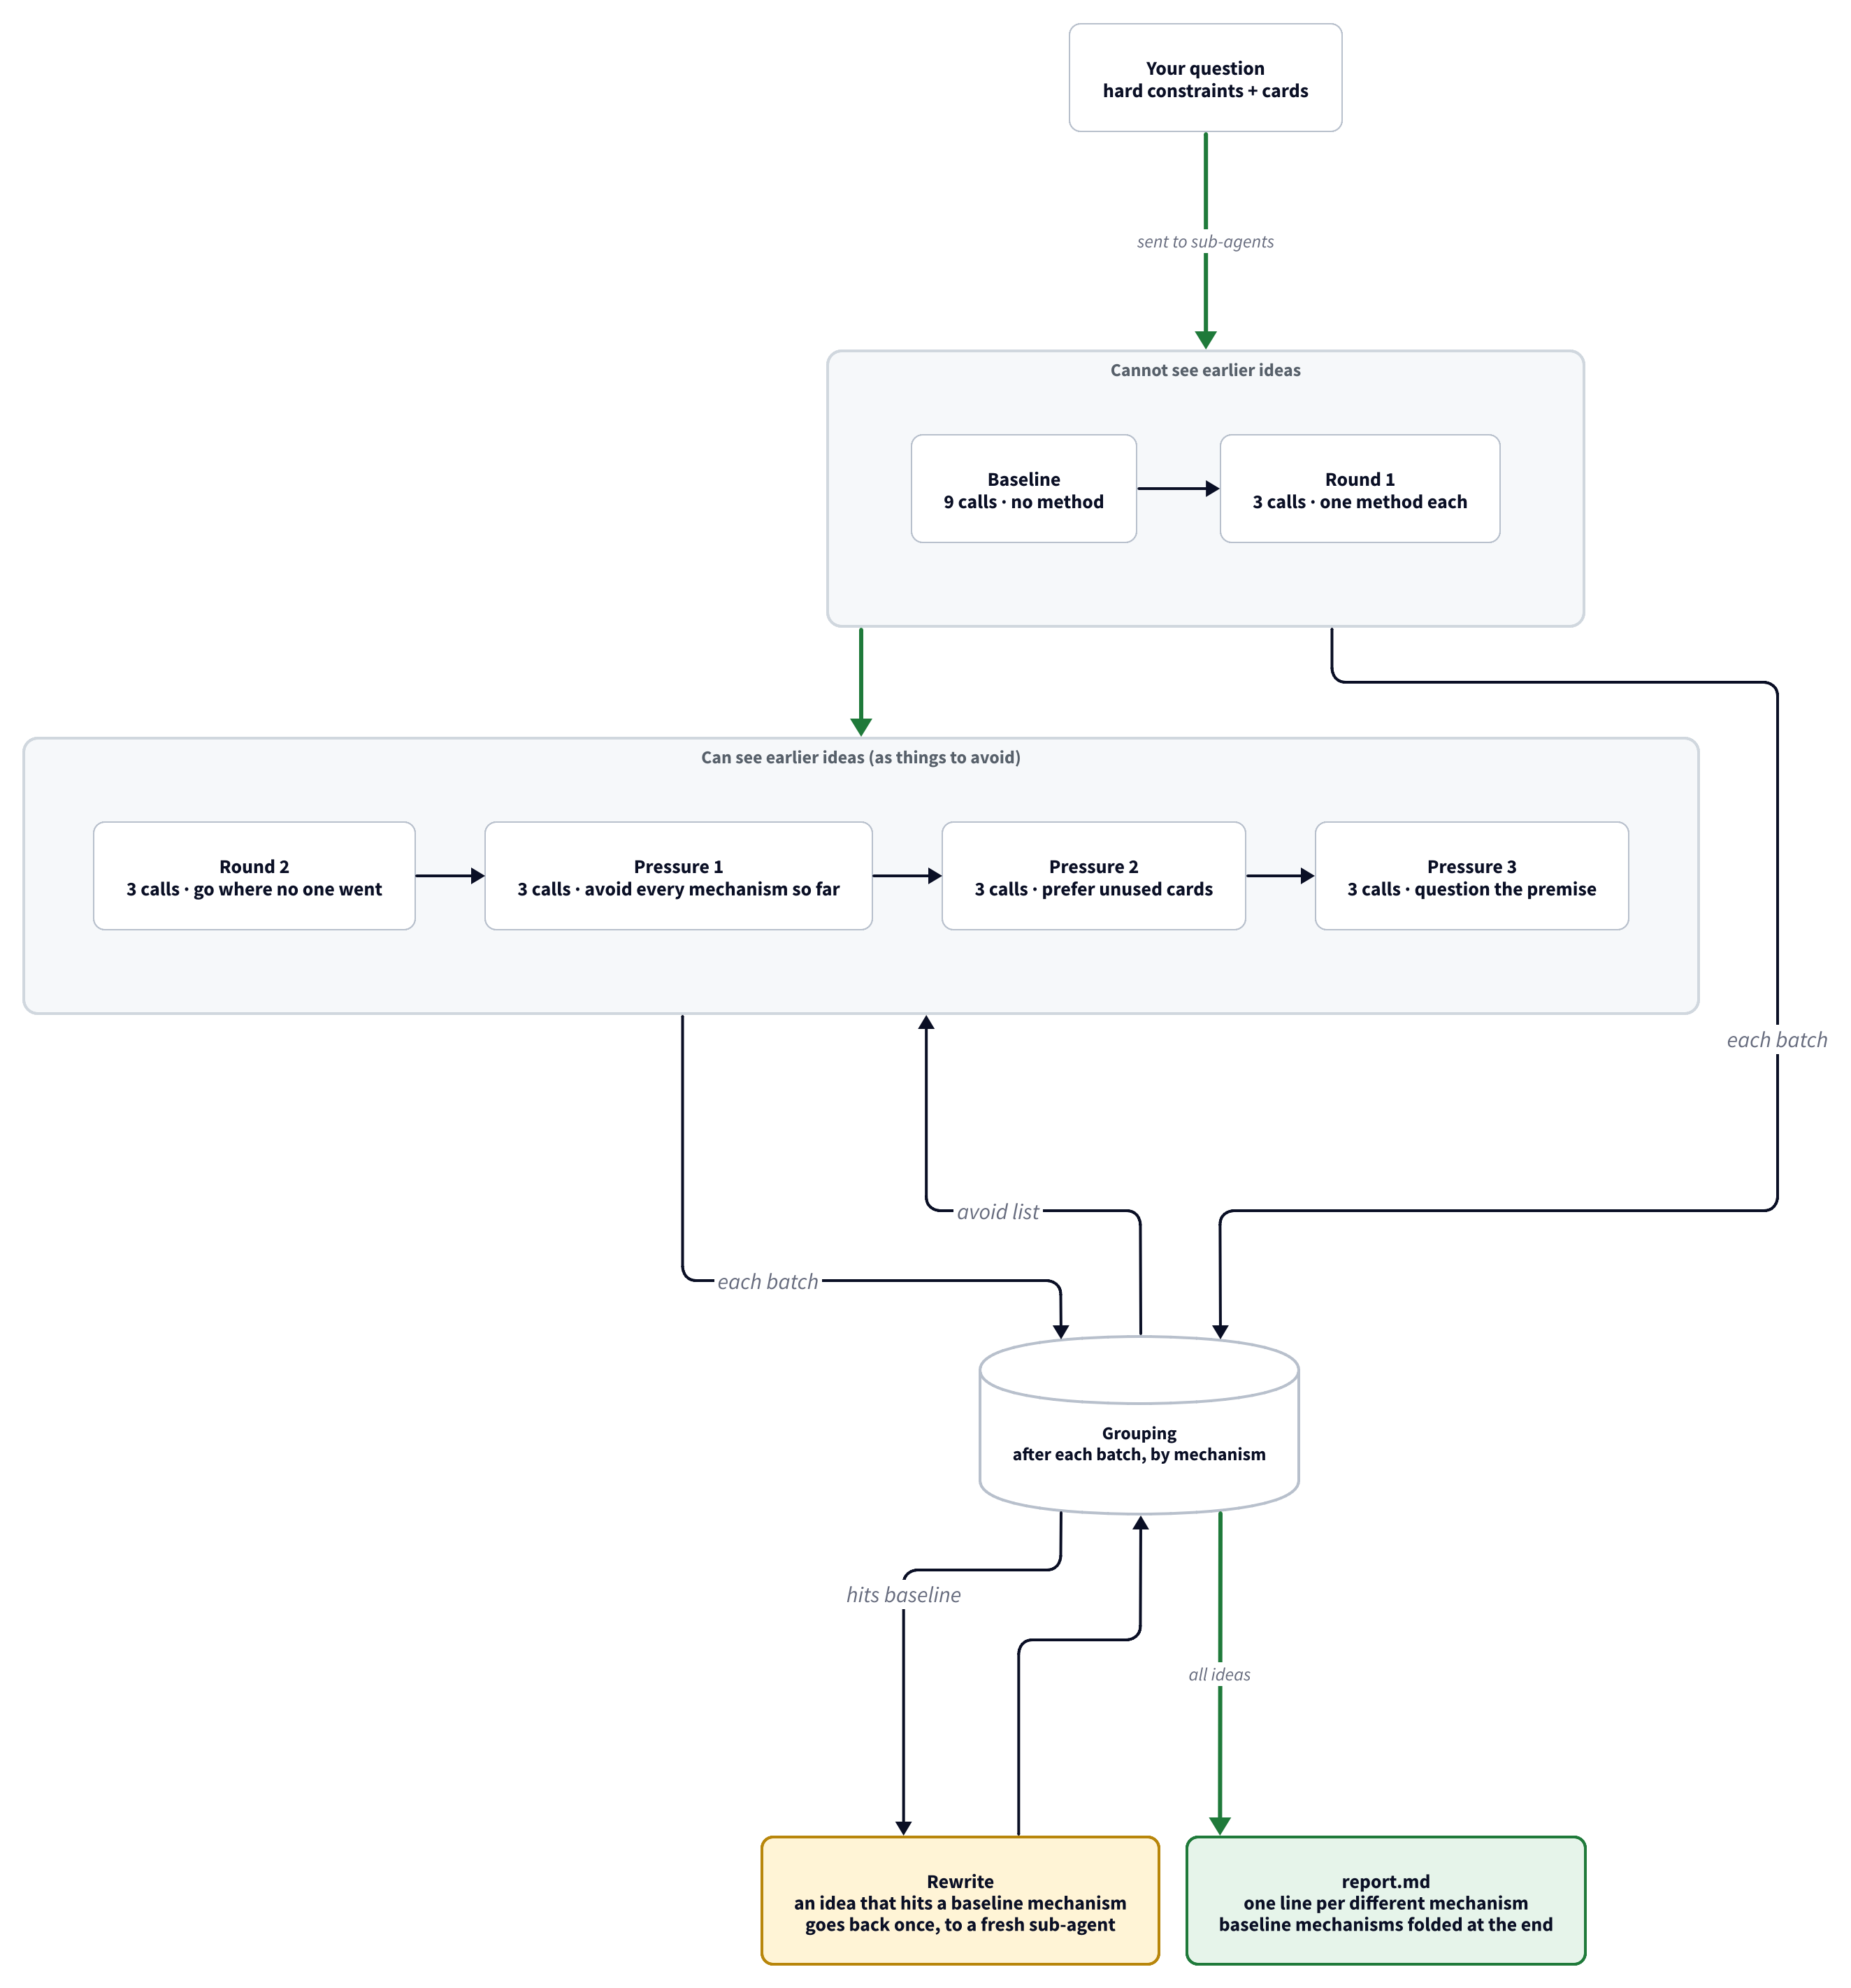 Your question
hard constraints + cards
sent to sub-agents
Cannot see earlier ideas
Baseline
9 calls · no method
Round 1
3 calls · one method each
Can see earlier ideas (as things to avoid)
Round 2
3 calls · go where no one went
Pressure 1
3 calls · avoid every mechanism so far
Pressure 2
3 calls · prefer unused cards
Pressure 3
3 calls · question the premise
each batch
avoid list
each batch
Grouping
after each batch, by mechanism
hits baseline
all ideas
Rewrite
an idea that hits a baseline mechanism
goes back once, to a fresh sub-agent
report.md
one line per different mechanism
baseline mechanisms folded at the end